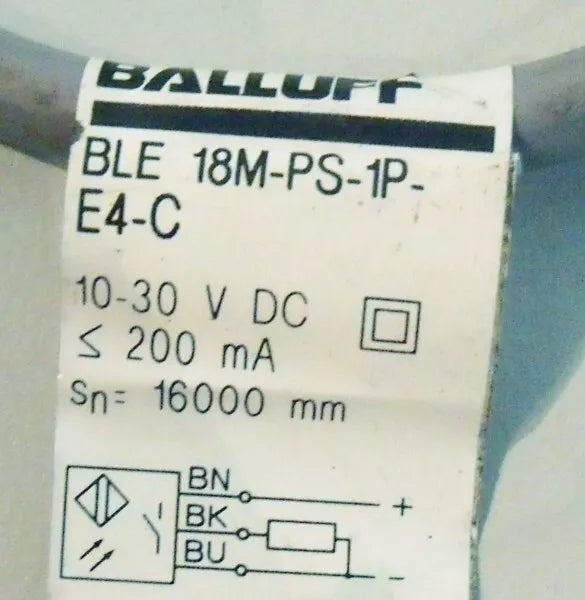 BALLUFF
BLE 18M-PS-1P-
E4-C
10-30 V DC
≤ 200 mA
Sn= 16000 mm
BN
+
BK
BU
-